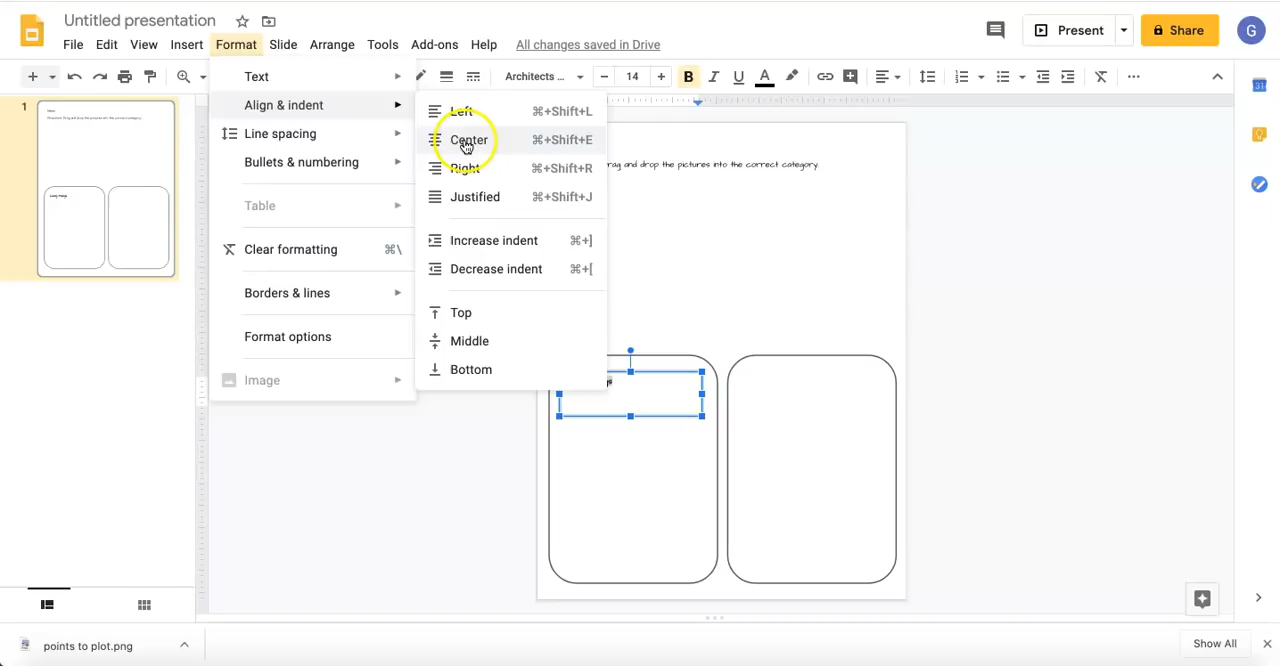 Untitled presentation
File Edit View Insert Format Slide Arrange Tools Add-ons Help All changes saved in Drive
Present
Share
G
Architects ... 14 B I U A
Text
Align & indent
Line spacing
Bullets & numbering
Table
Clear formatting ⌘\
Borders & lines
Format options
Image
Left ⌘+Shift+L
Center ⌘+Shift+E
Right ⌘+Shift+R
Justified ⌘+Shift+J
Increase indent ⌘+]
Decrease indent ⌘+[
Top
Middle
Bottom
1
rag and drop the pictures into the correct category.
31
points to plot.png
Show All